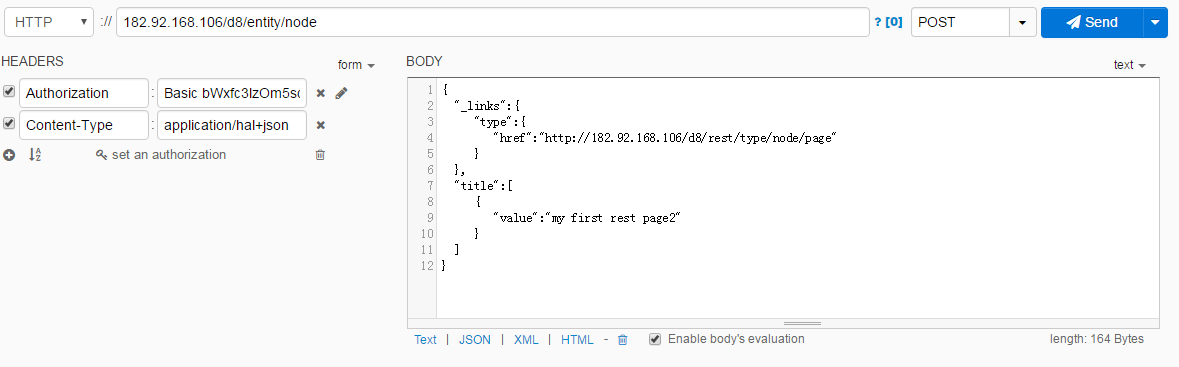 HTTP :// 182.92.168.106/d8/entity/node ? [0] POST Send
HEADERS form
Authorization : Basic
Content-Type : application/hal+json
set an authorization
BODY text
1 {
2 "_links":{
3 "type":{
4 "href":"http://182.92.168.106/d8/rest/type/node/page"
5 }
6 },
7 "title":[
8 {
9 "value":"my first rest page2"
10 }
11 ]
12 }
Text | JSON | XML | HTML - Enable body's evaluation length: 164 Bytes